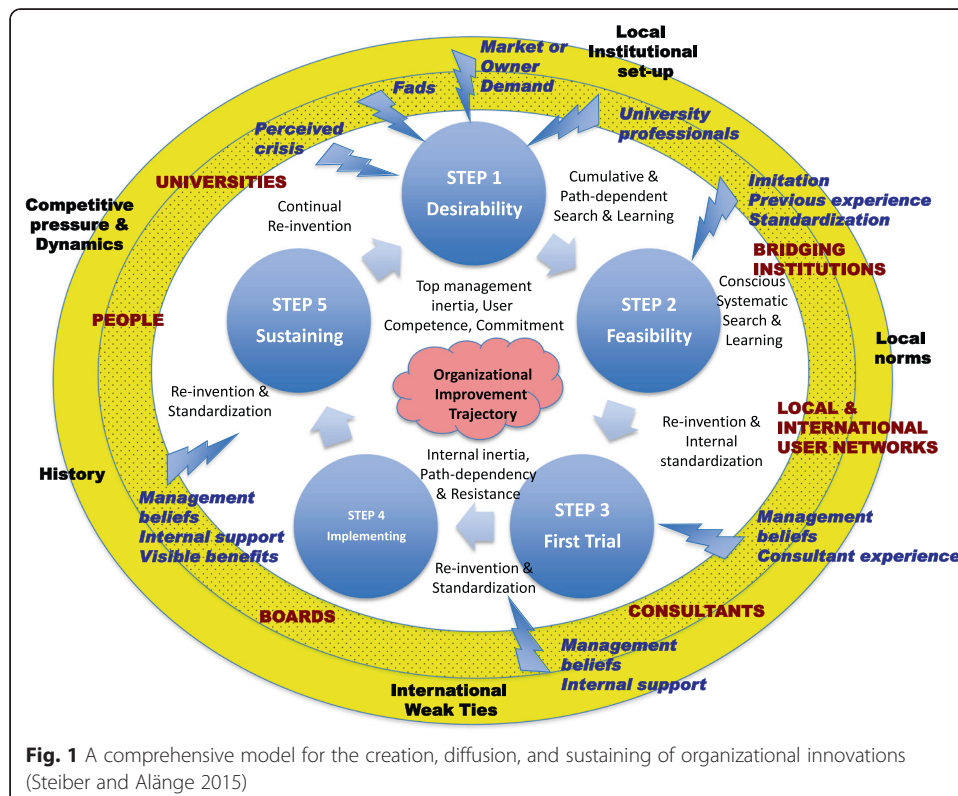 Local
Institutional
set-up
Market or
Owner
Demand
Fads
University
professionals
Perceived
crisis
UNIVERSITIES
STEP 1
Desirability
Cumulative &
Path-dependent
Search & Learning
Imitation
Previous experience
Standardization
Competitive
pressure &
Dynamics
Continual
Re-invention
BRIDGING
INSTITUTIONS
STEP 5
Sustaining
Top management
inertia, User
Competence, Commitment
STEP 2
Feasibility
Conscious
Systematic
Search &
Learning
PEOPLE
Local
norms
Organizational
Improvement
Trajectory
Re-invention &
Standardization
LOCAL &
INTERNATIONAL
USER NETWORKS
Re-invention &
Internal
standardization
History
Internal inertia,
Path-dependency
& Resistance
Management
beliefs
Internal support
Visible benefits
STEP 4
Implementing
STEP 3
First Trial
Management
beliefs
Consultant experience
Re-invention &
Standardization
BOARDS
CONSULTANTS
Management
beliefs
Internal support
International
Weak Ties
Fig. 1 A comprehensive model for the creation, diffusion, and sustaining of organizational innovations
(Steiber and Alänge 2015)